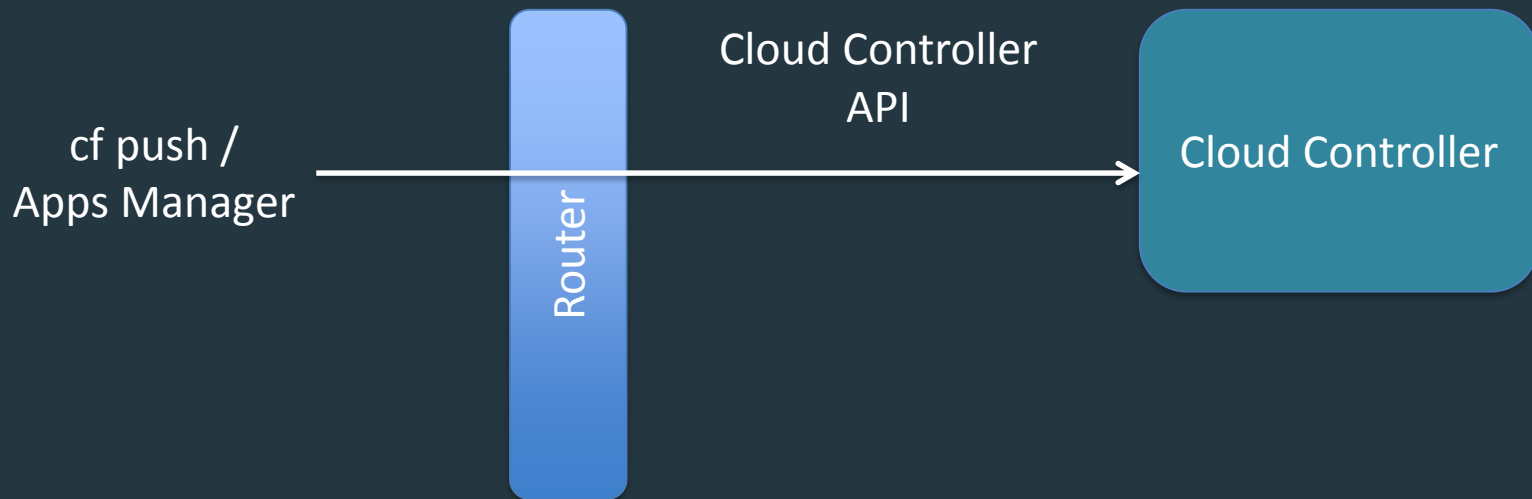 cf push /
Apps Manager
Router
Cloud Controller
API
Cloud Controller